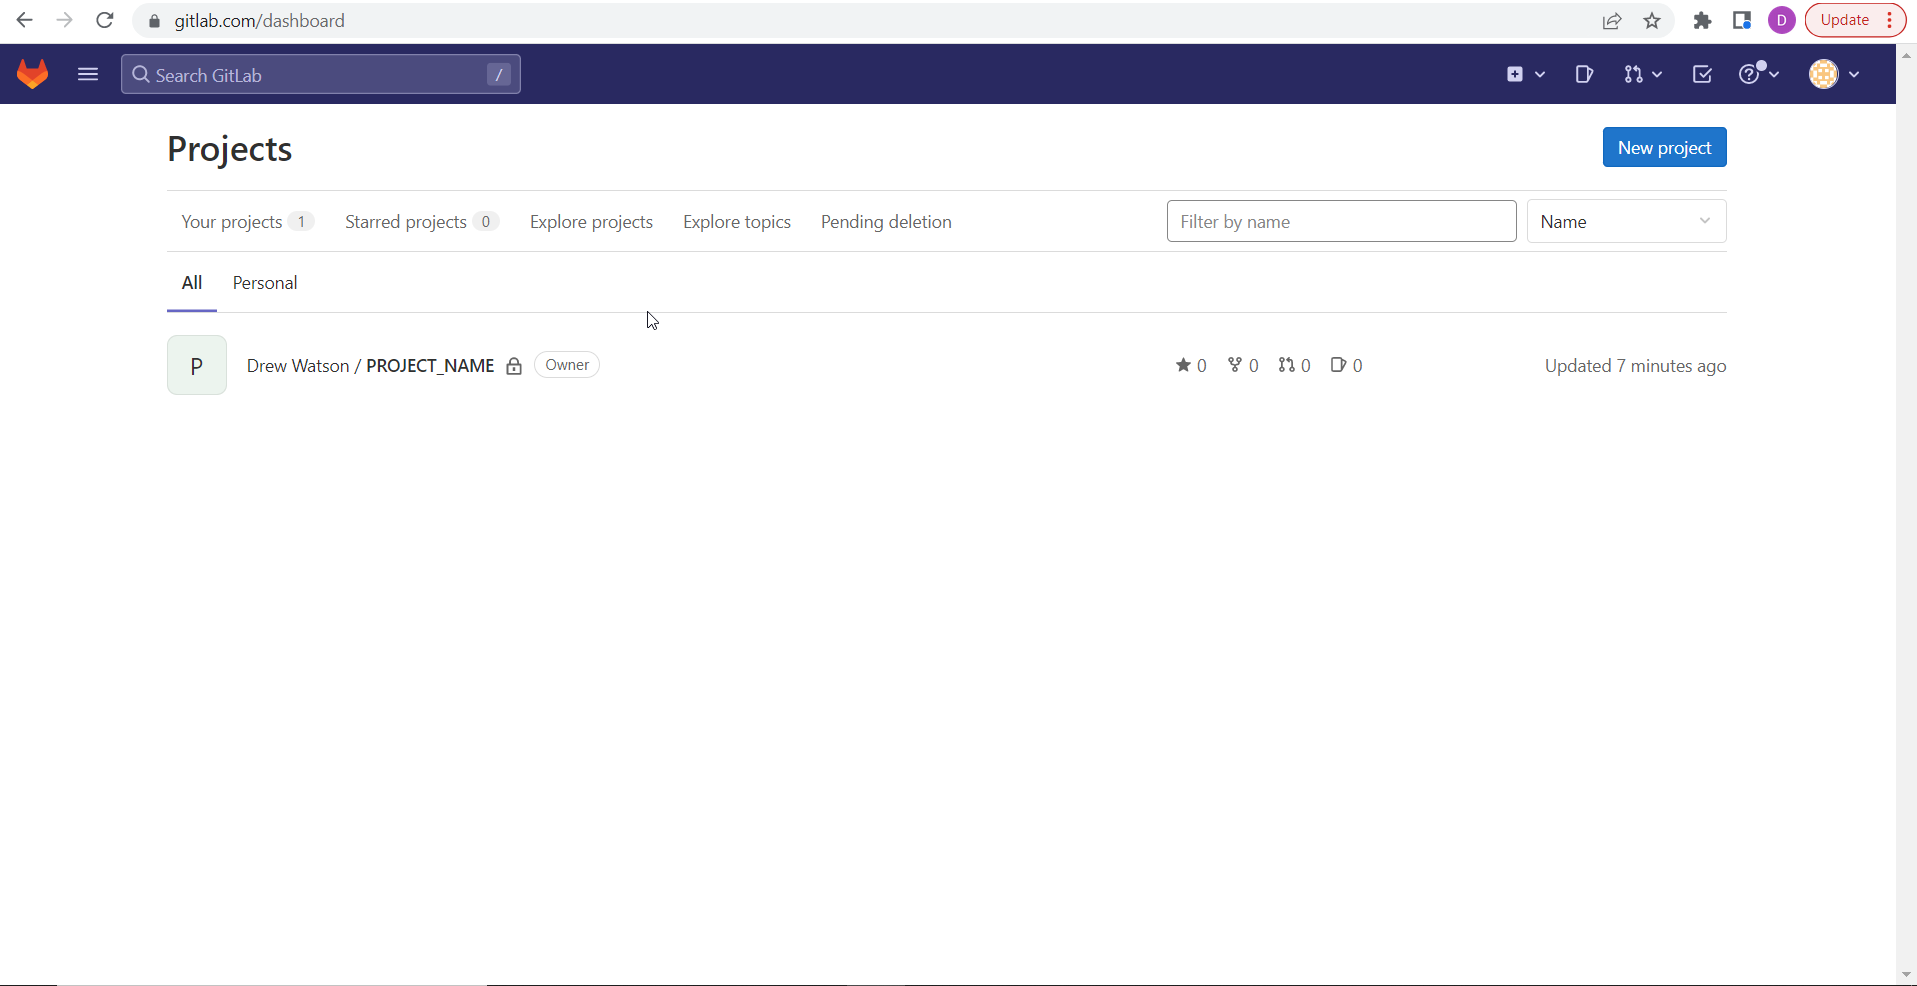 gitlab.com/dashboard
D
Update
Search GitLab
/
Projects
New project
Your projects 1
Starred projects 0
Explore projects
Explore topics
Pending deletion
Filter by name
Name
All
Personal
P
Drew Watson / PROJECT_NAME
Owner
0
0
0
0
Updated 7 minutes ago